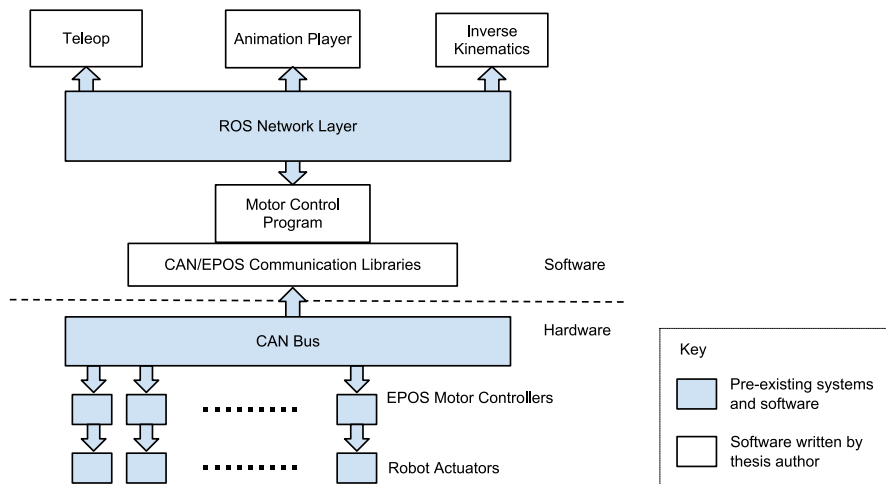 Teleop
Animation Player
Inverse
Kinematics
ROS Network Layer
Motor Control
Program
CAN/EPOS Communication Libraries
Software
Hardware
CAN Bus
EPOS Motor Controllers
Robot Actuators
Key
Pre-existing systems
and software
Software written by
thesis author